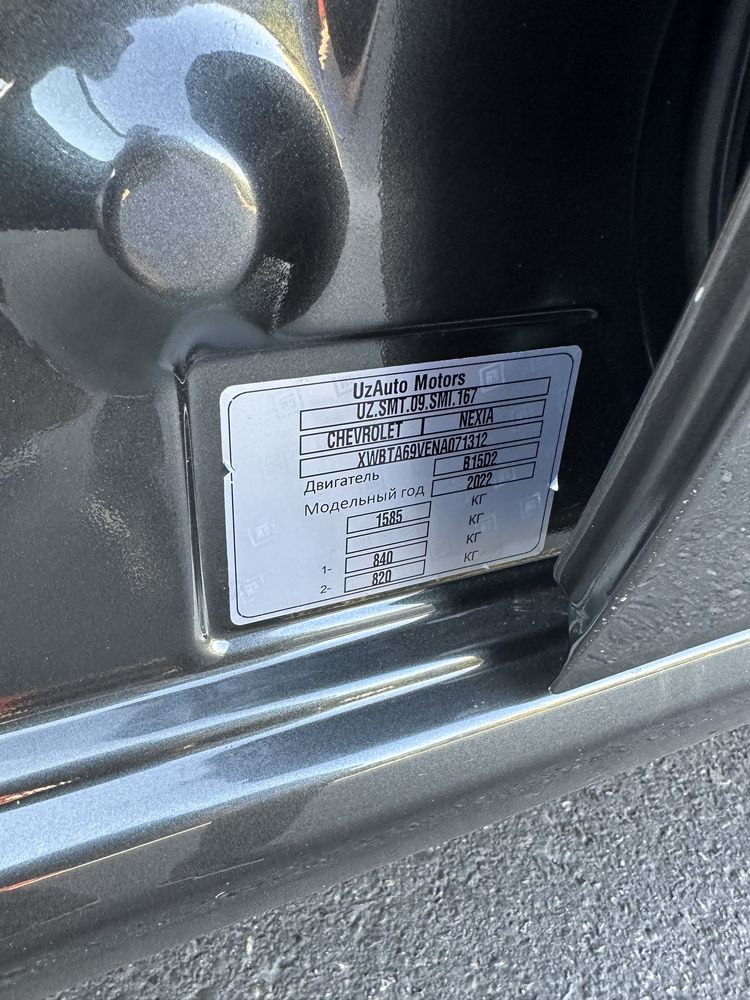 UzAuto Motors
UZ.SMT.09.SMI.167
CHEVROLET NEXIA
XWBTA69VENA071312
Двигатель B15D2
Модельный год 2022
1585 КГ
КГ
1- 840 КГ
2- 820 КГ